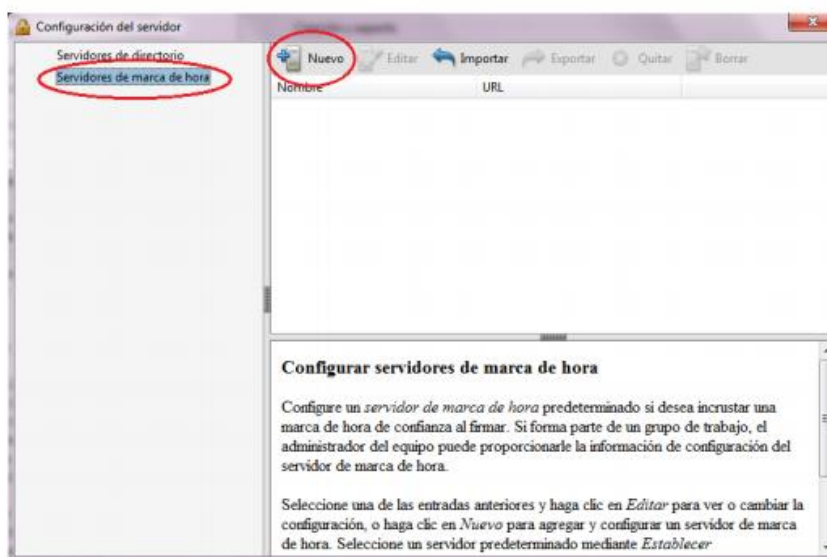 Configuración del servidor
Servidores de directorio
Servidores de marca de hora
Nuevo Editar Importar Exportar Quitar Borrar
Nombre URL
Configurar servidores de marca de hora
Configure un servidor de marca de hora predeterminado si desea incrustar una
marca de hora de confianza al firmar. Si forma parte de un grupo de trabajo, el
administrador del equipo puede proporcionarle la información de configuración del
servidor de marca de hora.
Seleccione una de las entradas anteriores y haga clic en Editar para ver o cambiar la
configuración, o haga clic en Nuevo para agregar y configurar un servidor de marca
de hora. Seleccione un servidor predeterminado mediante Establecer